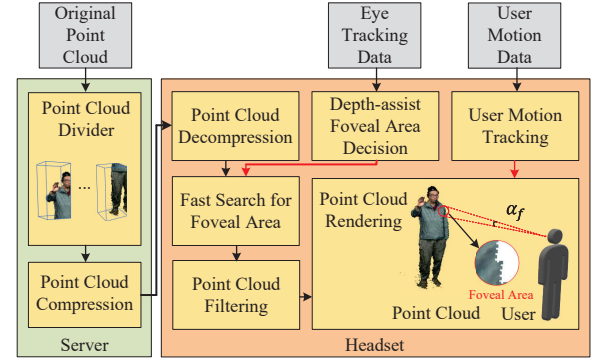 Original
Point
Cloud
Eye
Tracking
Data
User
Motion
Data
Point Cloud
Divider
...
Point Cloud
Compression
Server
Point Cloud
Decompression
Depth-assist
Foveal Area
Decision
User Motion
Tracking
Fast Search for
Foveal Area
Point Cloud
Filtering
Point Cloud
Rendering
α_f
Foveal Area
Point Cloud
User
Headset